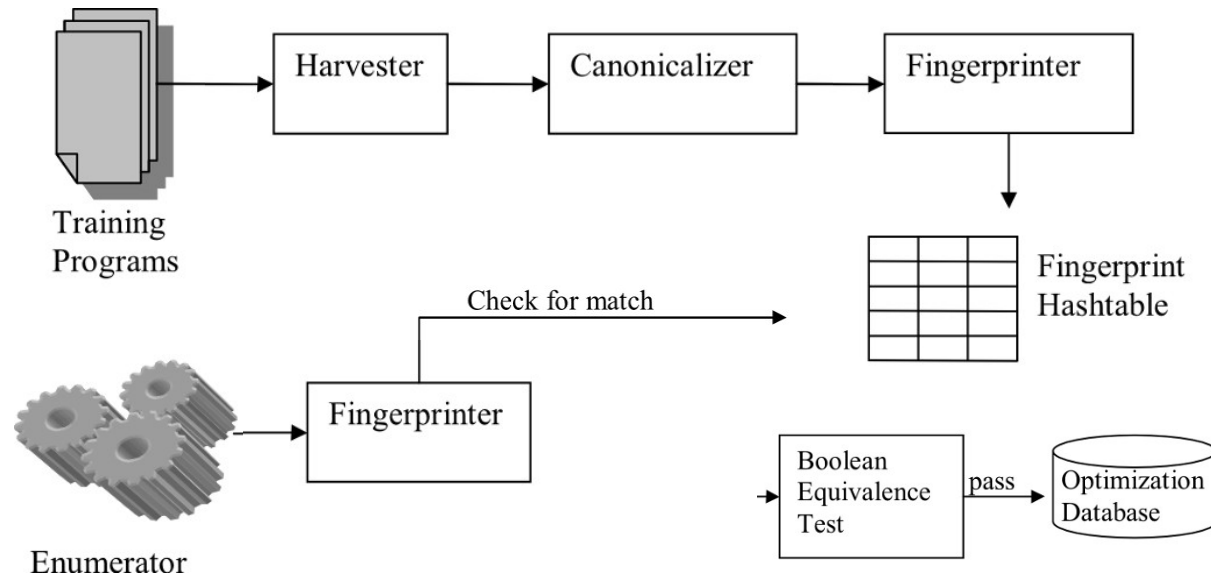 Harvester
Canonicalizer
Fingerprinter
Training
Programs
Fingerprint
Hashtable
Check for match
Fingerprinter
Enumerator
Boolean
Equivalence
Test
pass
Optimization
Database